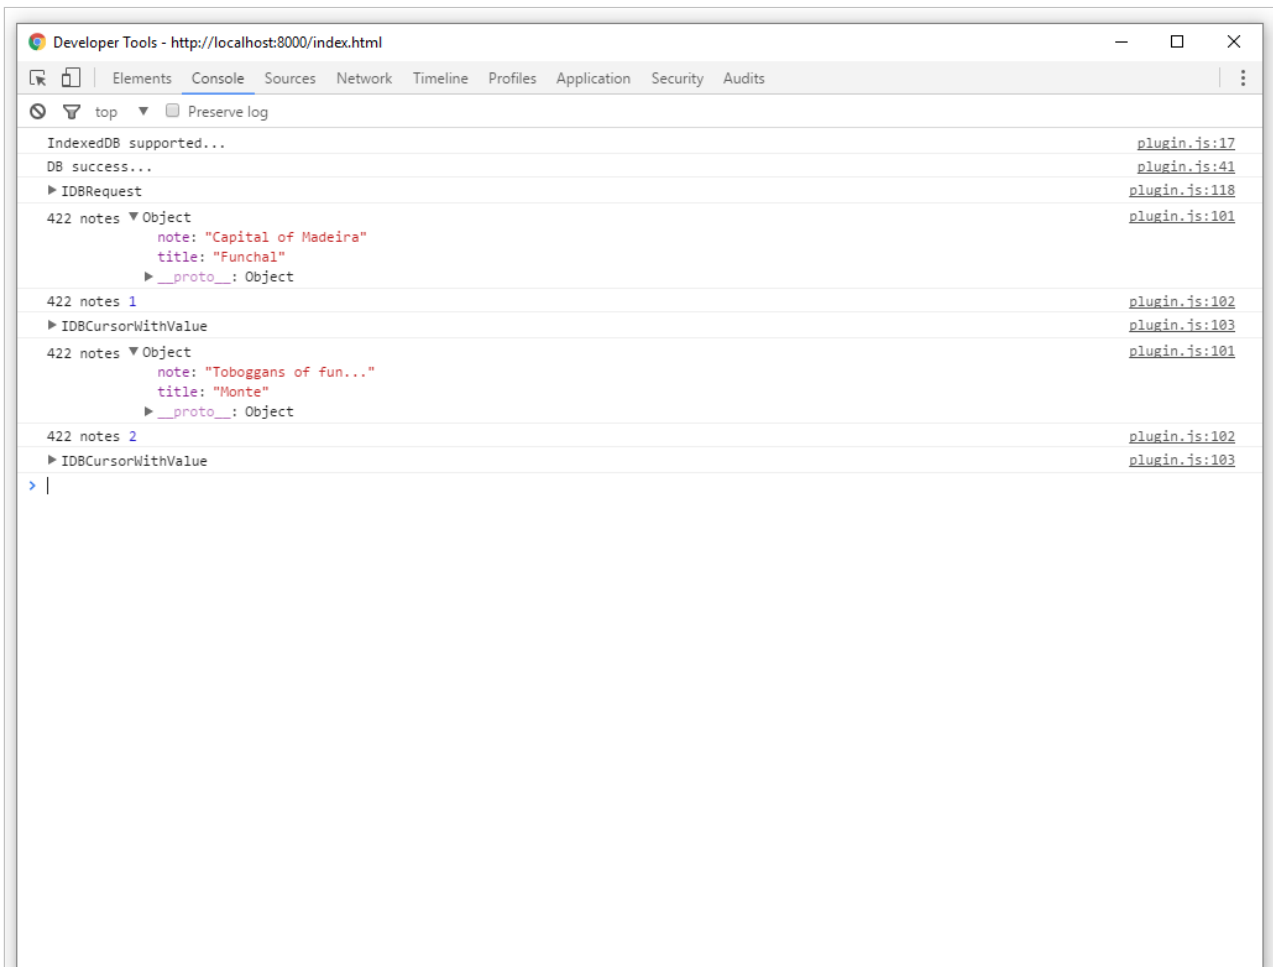 Developer Tools - http://localhost:8000/index.html
Elements Console Sources Network Timeline Profiles Application Security Audits
top Preserve log
IndexedDB supported... plugin.js:17
DB success... plugin.js:41
IDBRequest plugin.js:118
422 notes Object plugin.js:101
note: "Capital of Madeira"
title: "Funchal"
__proto__: Object
422 notes 1 plugin.js:102
IDBCursorWithValue plugin.js:103
422 notes Object plugin.js:101
note: "Toboggans of fun..."
title: "Monte"
__proto__: Object
422 notes 2 plugin.js:102
IDBCursorWithValue plugin.js:103